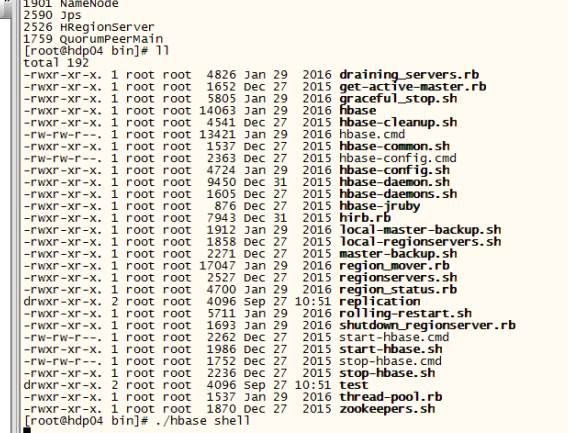 1901 NameNode
2590 Jps
2526 HRegionServer
1759 QuorumPeerMain
[root@hdp04 bin]# ll
total 192
-rwxr-xr-x. 1 root root  4826 Jan 29  2016 draining_servers.rb
-rwxr-xr-x. 1 root root  1652 Dec 27  2015 get-active-master.rb
-rwxr-xr-x. 1 root root  5805 Jan 29  2016 graceful_stop.sh
-rwxr-xr-x. 1 root root 14063 Jan 29  2016 hbase
-rwxr-xr-x. 1 root root  4541 Dec 27  2015 hbase-cleanup.sh
-rw-rw-r--. 1 root root 13421 Jan 29  2016 hbase.cmd
-rwxr-xr-x. 1 root root  1537 Dec 27  2015 hbase-common.sh
-rw-rw-r--. 1 root root  2363 Dec 27  2015 hbase-config.cmd
-rwxr-xr-x. 1 root root  4724 Jan 29  2016 hbase-config.sh
-rwxr-xr-x. 1 root root  9450 Dec 31  2015 hbase-daemon.sh
-rwxr-xr-x. 1 root root  1605 Dec 27  2015 hbase-daemons.sh
-rwxr-xr-x. 1 root root   876 Dec 27  2015 hbase-jruby
-rwxr-xr-x. 1 root root  7943 Dec 31  2015 hirb.rb
-rwxr-xr-x. 1 root root  1912 Jan 29  2016 local-master-backup.sh
-rwxr-xr-x. 1 root root  1858 Dec 27  2015 local-regionservers.sh
-rwxr-xr-x. 1 root root  2271 Dec 27  2015 master-backup.sh
-rwxr-xr-x. 1 root root 17047 Jan 29  2016 region_mover.rb
-rwxr-xr-x. 1 root root  2527 Dec 27  2015 regionservers.sh
-rwxr-xr-x. 1 root root  4700 Jan 29  2016 region_status.rb
drwxr-xr-x. 2 root root  4096 Sep 27 10:51 replication
-rwxr-xr-x. 1 root root  5711 Jan 29  2016 rolling-restart.sh
-rwxr-xr-x. 1 root root  1693 Jan 29  2016 shutdown_regionserver.rb
-rw-rw-r--. 1 root root  2262 Dec 27  2015 start-hbase.cmd
-rwxr-xr-x. 1 root root  1986 Dec 27  2015 start-hbase.sh
-rw-rw-r--. 1 root root  1752 Dec 27  2015 stop-hbase.cmd
-rwxr-xr-x. 1 root root  2236 Dec 27  2015 stop-hbase.sh
drwxr-xr-x. 2 root root  4096 Sep 27 10:51 test
-rwxr-xr-x. 1 root root  1537 Jan 29  2016 thread-pool.rb
-rwxr-xr-x. 1 root root  1870 Dec 27  2015 zookeepers.sh
[root@hdp04 bin]# ./hbase shell